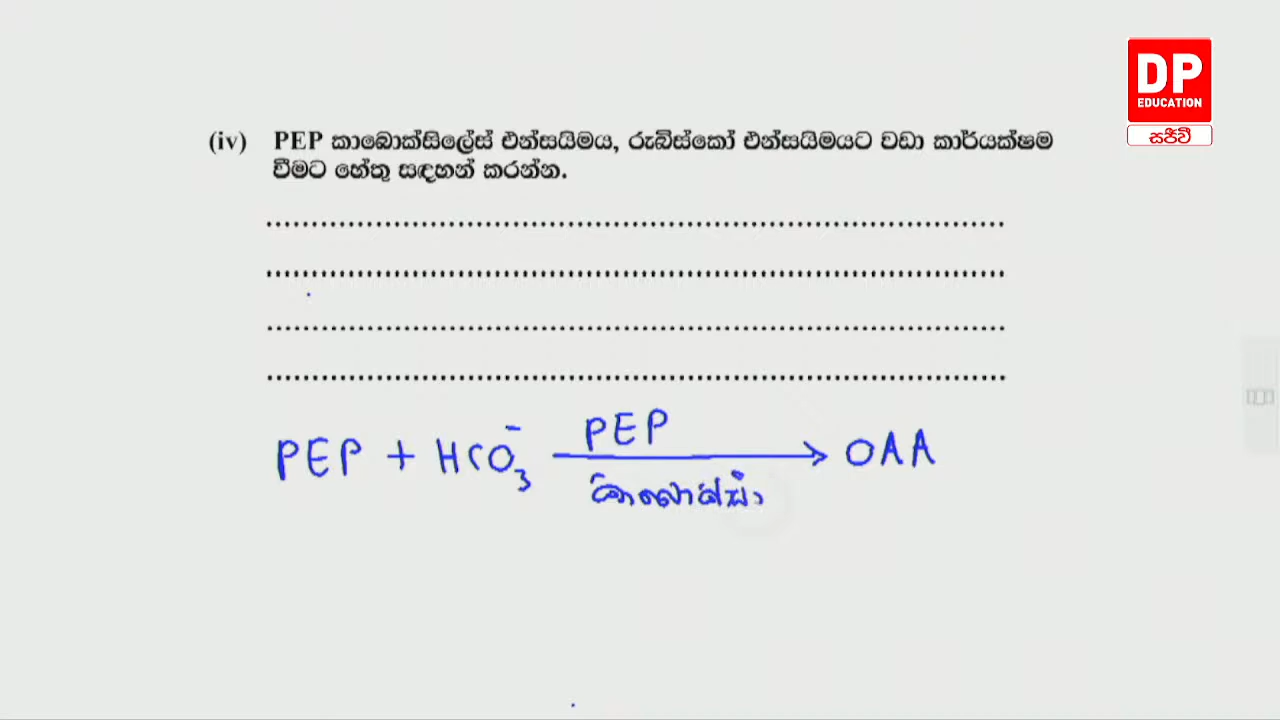 DP
EDUCATION
සජීවී
(iv) PEP කාබොක්සිලේස් එන්සයිමය, රුබිස්කෝ එන්සයිමයට වඩා කාර්යක්ෂම
වීමට හේතු සඳහන් කරන්න.
PEP + HCO₃⁻ ⟶ OAA
PEP